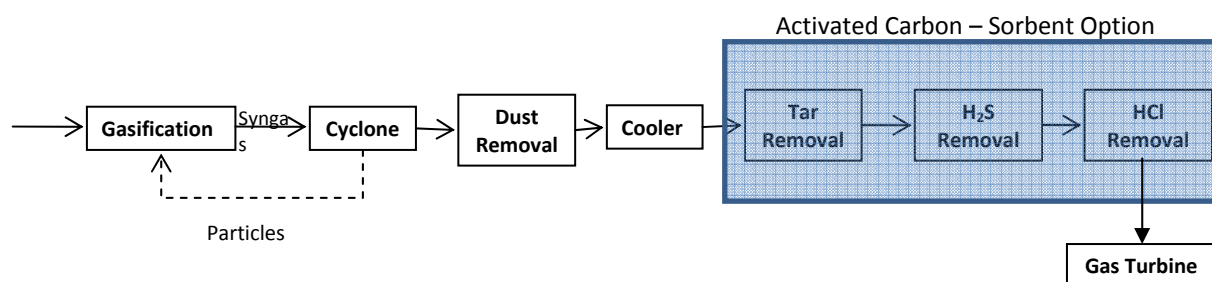 Activated Carbon – Sorbent Option
Gasification
Synga
s
Cyclone
Dust
Removal
Cooler
Tar
Removal
H₂S
Removal
HCl
Removal
Particles
Gas Turbine